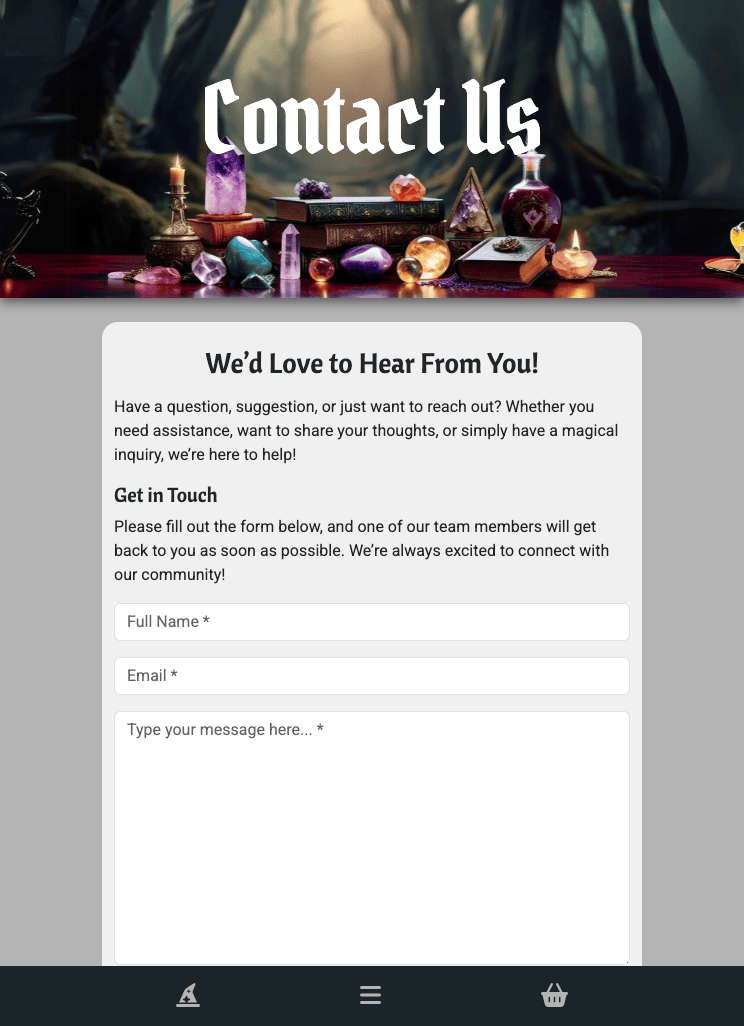 Contact Us
We’d Love to Hear From You!
Have a question, suggestion, or just want to reach out? Whether you
need assistance, want to share your thoughts, or simply have a magical
inquiry, we’re here to help!
Get in Touch
Please fill out the form below, and one of our team members will get
back to you as soon as possible. We’re always excited to connect with
our community!
Full Name *
Email *
Type your message here... *